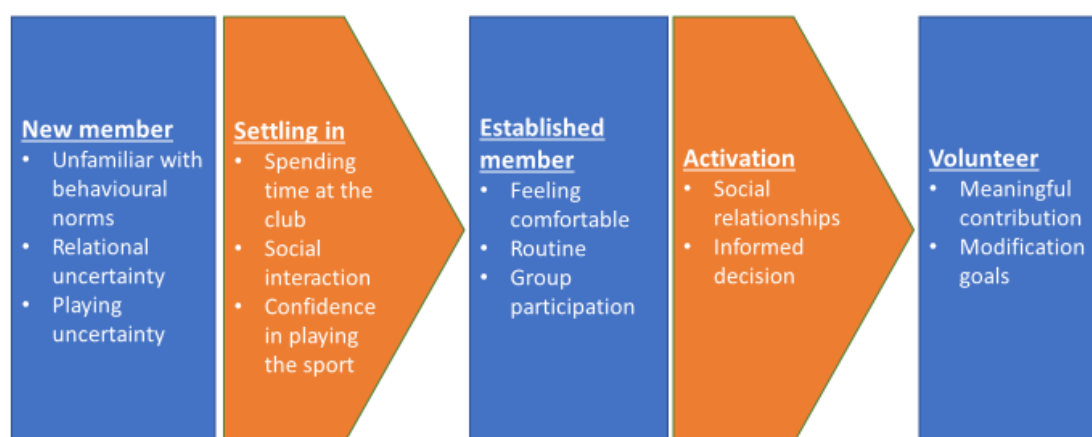 New member
• Unfamiliar with
behavioural
norms
• Relational
uncertainty
• Playing
uncertainty
Settling in
• Spending
time at the
club
• Social
interaction
• Confidence
in playing
the sport
Established
member
• Feeling
comfortable
• Routine
• Group
participation
Activation
• Social
relationships
• Informed
decision
Volunteer
• Meaningful
contribution
• Modification
goals